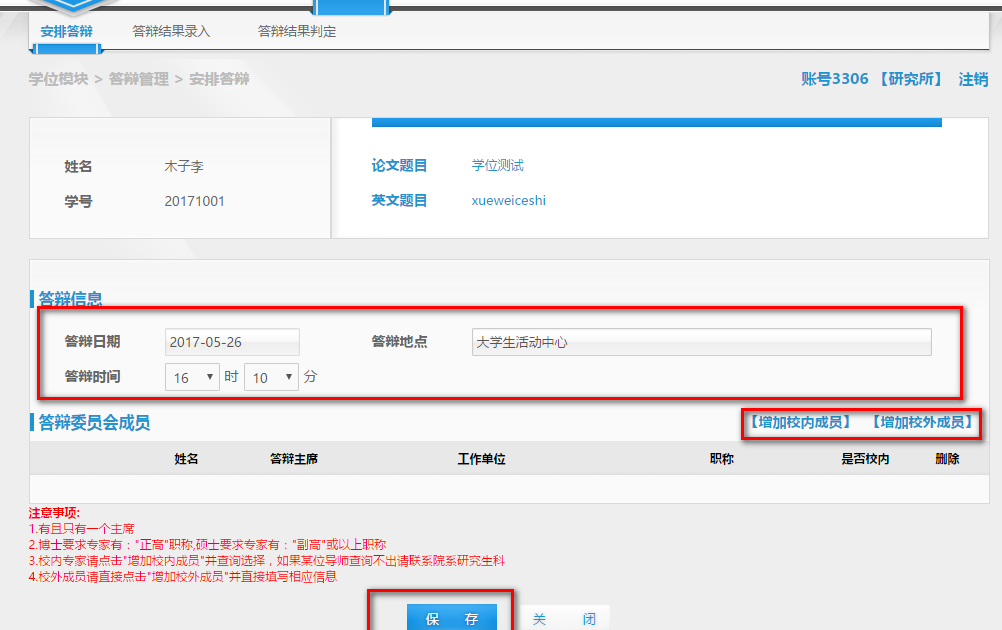 安排答辩 答辩结果录入 答辩结果判定
学位模块 > 答辩管理 > 安排答辩 账号3306 【研究所】 注销
姓名 木子李 论文题目 学位测试
学号 20171001 英文题目 xueweiceshi
答辩信息
答辩日期 2017-05-26 答辩地点 大学生活动中心
答辩时间 16 时 10 分
答辩委员会成员 【增加校内成员】 【增加校外成员】
姓名 答辩主席 工作单位 职称 是否校内 删除
注意事项:
1.有且只有一个主席
2.博士要求专家有："正高"职称,硕士要求专家有："副高"或以上职称
3.校内专家请点击"增加校内成员"并查询选择，如果某位导师查询不出请联系院系研究生科
4.校外成员请直接点击"增加校外成员"并直接填写相应信息
保 存 关 闭